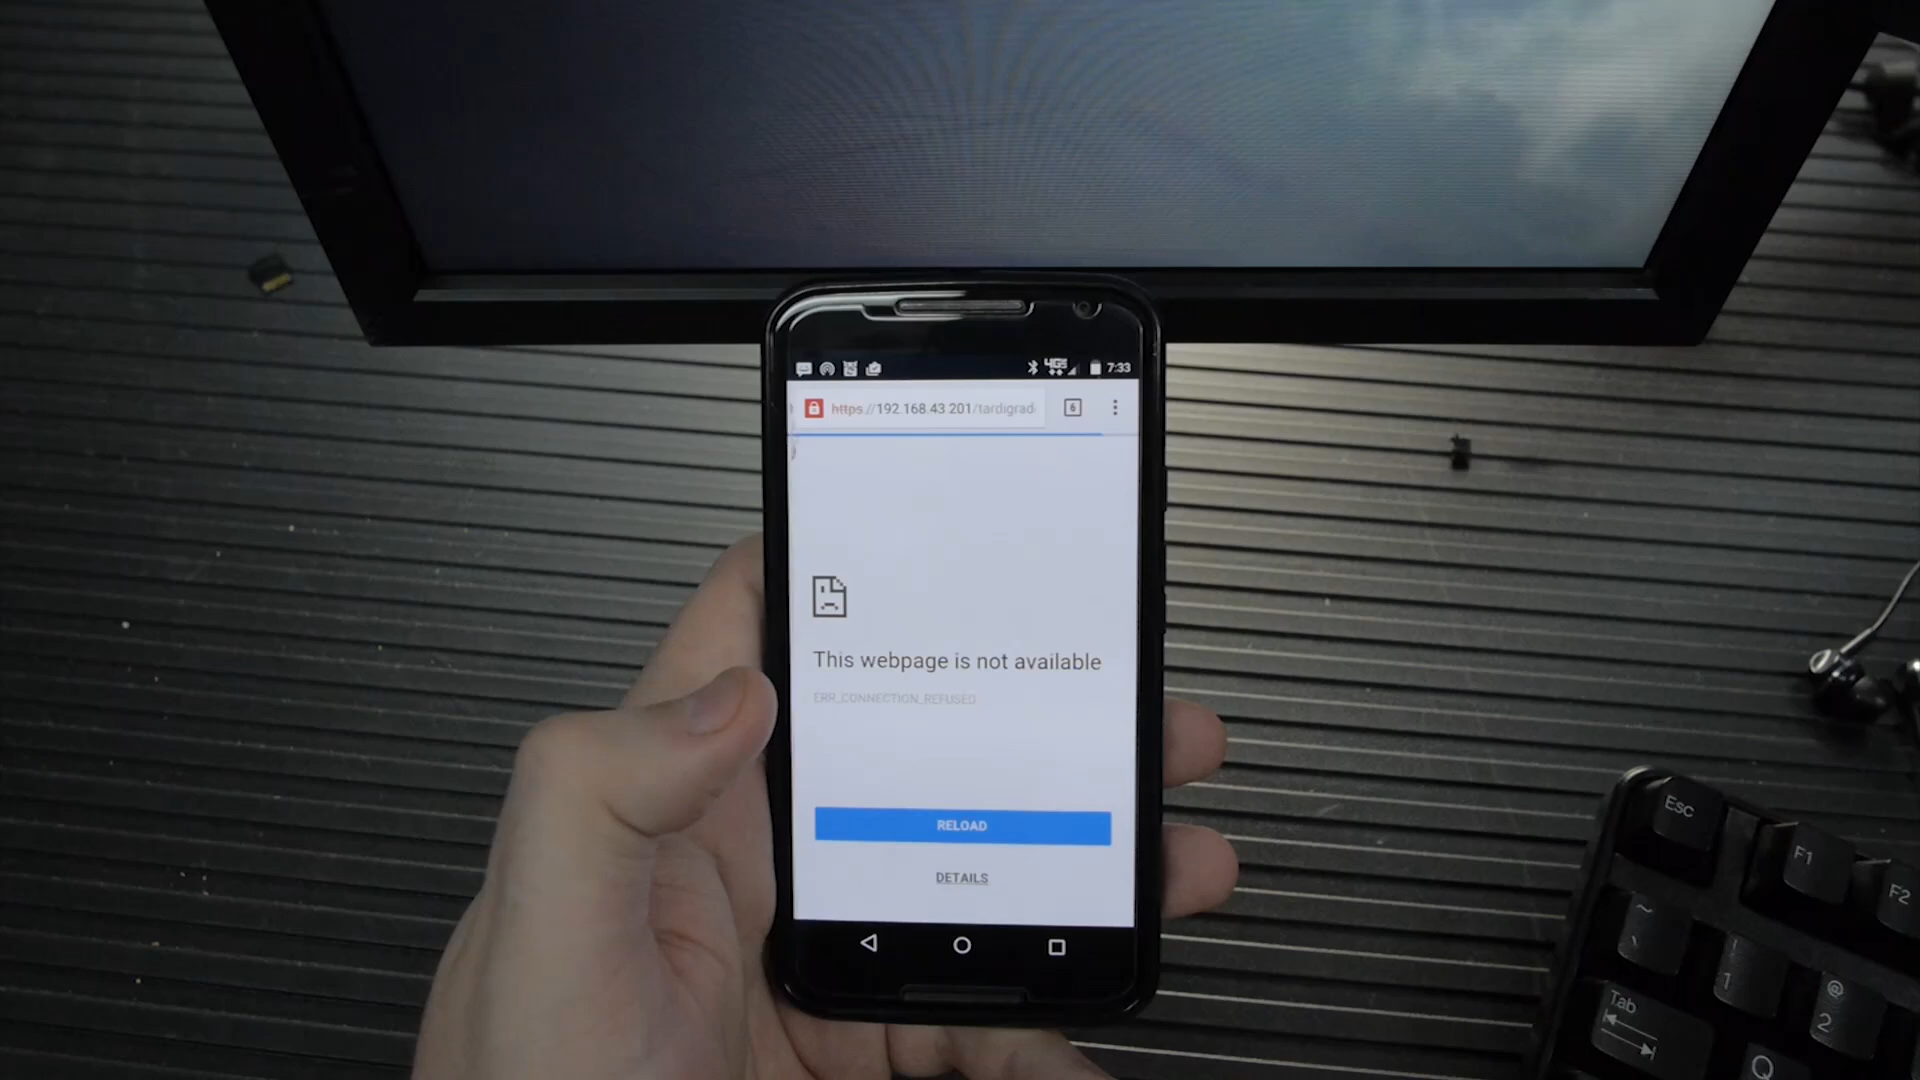 4G
7:33
https://192.168.43.201/tardigrad
6
This webpage is not available
ERR_CONNECTION_REFUSED
RELOAD
DETAILS
Esc
F1
F2
~
`
!
1
@
2
Tab
Q